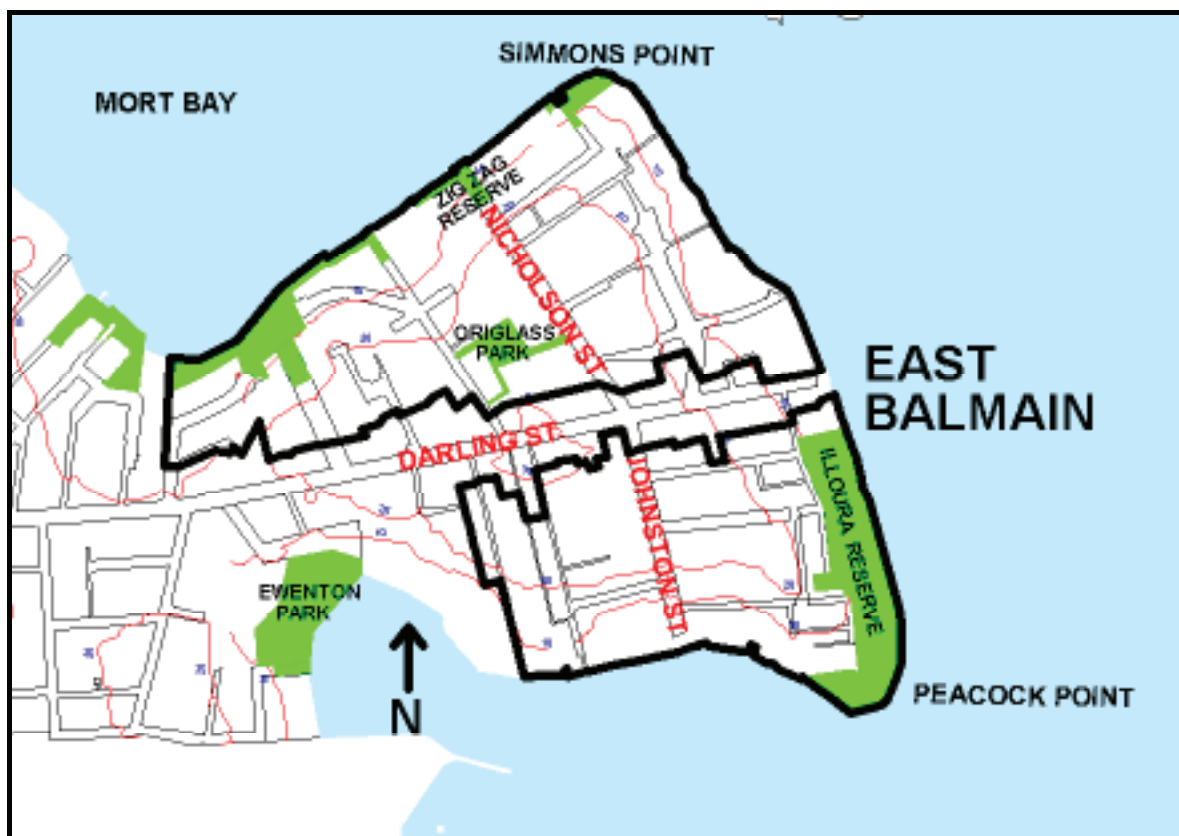 SIMMONS POINT
MORT BAY
ZIG ZAG
RESERVE
NICHOLSON ST
ORIGLASS
PARK
EAST
BALMAIN
DARLING ST.
JOHNSTON ST
ILLOURA RESERVE
EWENTON
PARK
N
PEACOCK POINT